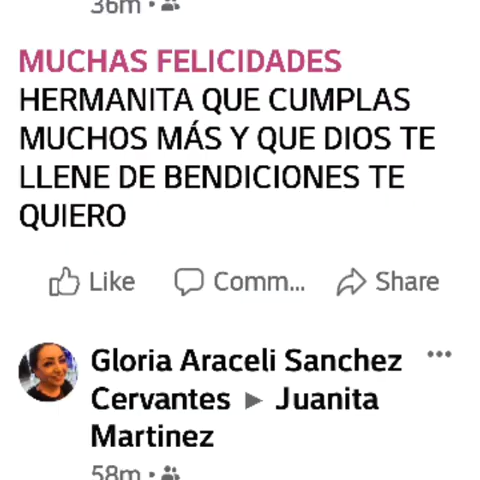 36m
MUCHAS FELICIDADES
HERMANITA QUE CUMPLAS
MUCHOS MÁS Y QUE DIOS TE
LLENE DE BENDICIONES TE
QUIERO
Like Comm... Share
Gloria Araceli Sanchez
Cervantes ▸ Juanita
Martinez
58m